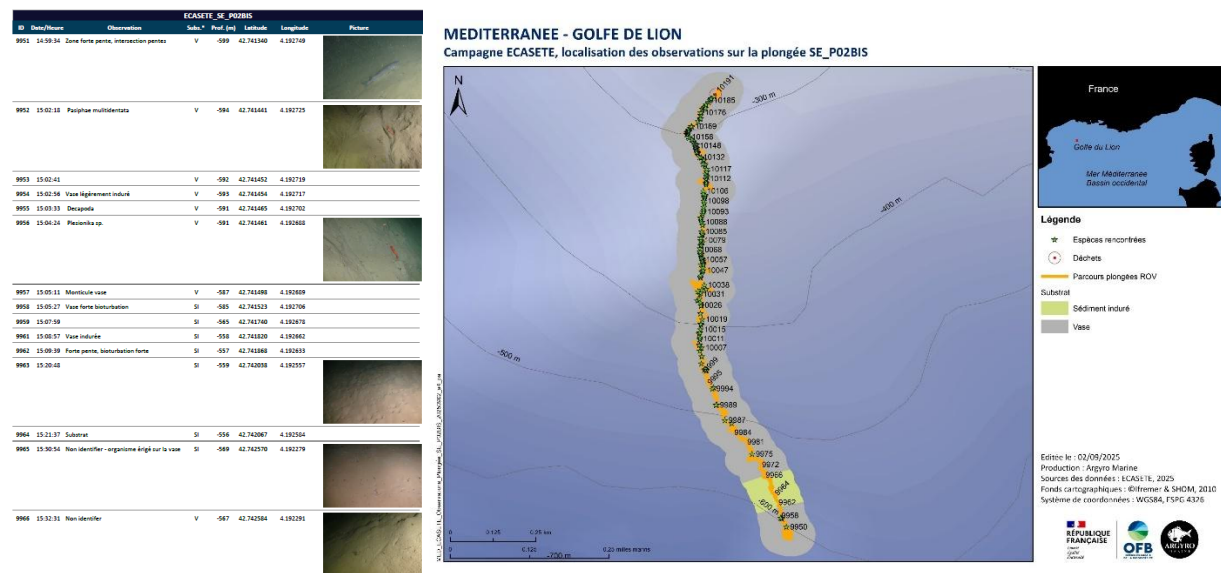 ECASETE_SE_P02BIS
ID Date/Heure Observation Subs.* Prof. (m) Latitude Longitude Picture
9951 14:59:34 Zone forte pente, intersection pentes V -599 42.741340 4.192749
9952 15:02:18 Pasiphae mulitidentata V -594 42.741441 4.192725
9953 15:02:41 V -592 42.741452 4.192719
9954 15:02:56 Vase légèrement induré V -593 42.741454 4.192717
9955 15:03:33 Decapoda V -591 42.741465 4.192702
9956 15:04:24 Plesionika sp. V -591 42.741461 4.192688
9957 15:05:11 Monticule vase V -587 42.741498 4.192689
9958 15:05:27 Vase forte bioturbation SI -585 42.741523 4.192706
9959 15:07:59 SI -565 42.741740 4.192678
9961 15:08:57 Vase indurée SI -558 42.741820 4.192662
9962 15:09:39 Forte pente, bioturbation forte SI -557 42.741868 4.192633
9963 15:20:48 SI -559 42.742038 4.192557
9964 15:21:37 Substrat SI -556 42.742067 4.192584
9965 15:30:54 Non identifier - organisme érigé sur la vase SI -569 42.742570 4.192279
9966 15:32:31 Non identifer V -567 42.742584 4.192291
MEDITERRANEE - GOLFE DE LION
Campagne ECASETE, localisation des observations sur la plongée SE_P02BIS
N
10191
10185
-300 m
10176
10169
10158
10148
10132
10117
10112
10106
10098
-400 m
10093
10088
10085
10079
10068
10057
10047
10038
10031
10026
10019
10015
10011
10007
-500 m
9999
9995
9994
9989
9987
9984
9981
9975
9972
9966
9964
9962
-600 m
9958
9950
0 0.125 0.25 km
0 0.125 0.25 miles marins
-700 m
France
Golfe du Lion
Mer Méditerranee
Bassin occidental
Légende
Espèces rencontrées
Déchets
Parcours plongées ROV
Substrat
Sédiment induré
Vase
Editée le : 02/09/2025
Production : Argyro Marine
Sources des données : ECASETE, 2025
Fonds cartographiques : ©Ifremer & SHOM, 2010
Système de coordonnées : WGS84, EPSG 4326
RÉPUBLIQUE
FRANÇAISE
Liberté
Égalité
Fraternité
OFB
ARGYRO